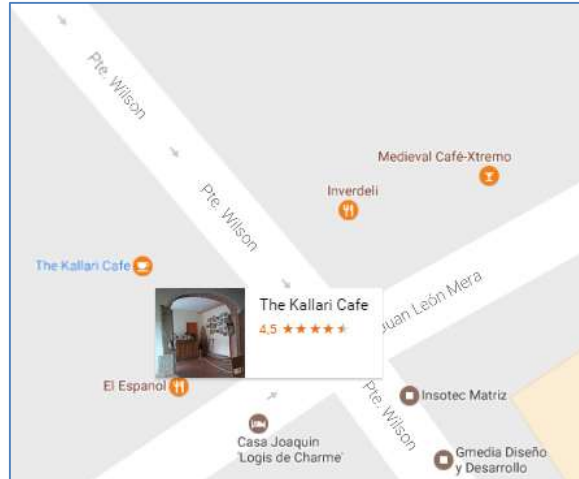 Pte. Wilson
Medieval Café-Xtremo
Inverdeli
Pte. Wilson
The Kallari Cafe
The Kallari Cafe
4,5
Juan León Mera
El Espanol
Pte. Wilson
Insotec Matriz
Casa Joaquin
'Logis de Charme'
Gmedia Diseño
y Desarrollo